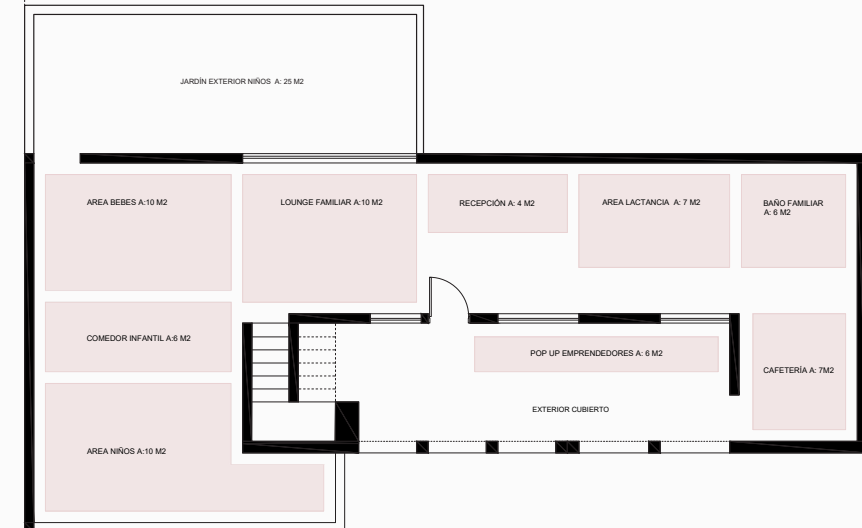 JARDÍN EXTERIOR NIÑOS A: 25 M2
AREA BEBES A:10 M2
LOUNGE FAMILIAR A:10 M2
RECEPCIÓN A: 4 M2
AREA LACTANCIA A: 7 M2
BAÑO FAMILIAR
A: 6 M2
COMEDOR INFANTIL A:6 M2
POP UP EMPRENDEDORES A: 6 M2
CAFETERÍA A: 7M2
EXTERIOR CUBIERTO
AREA NIÑOS A:10 M2